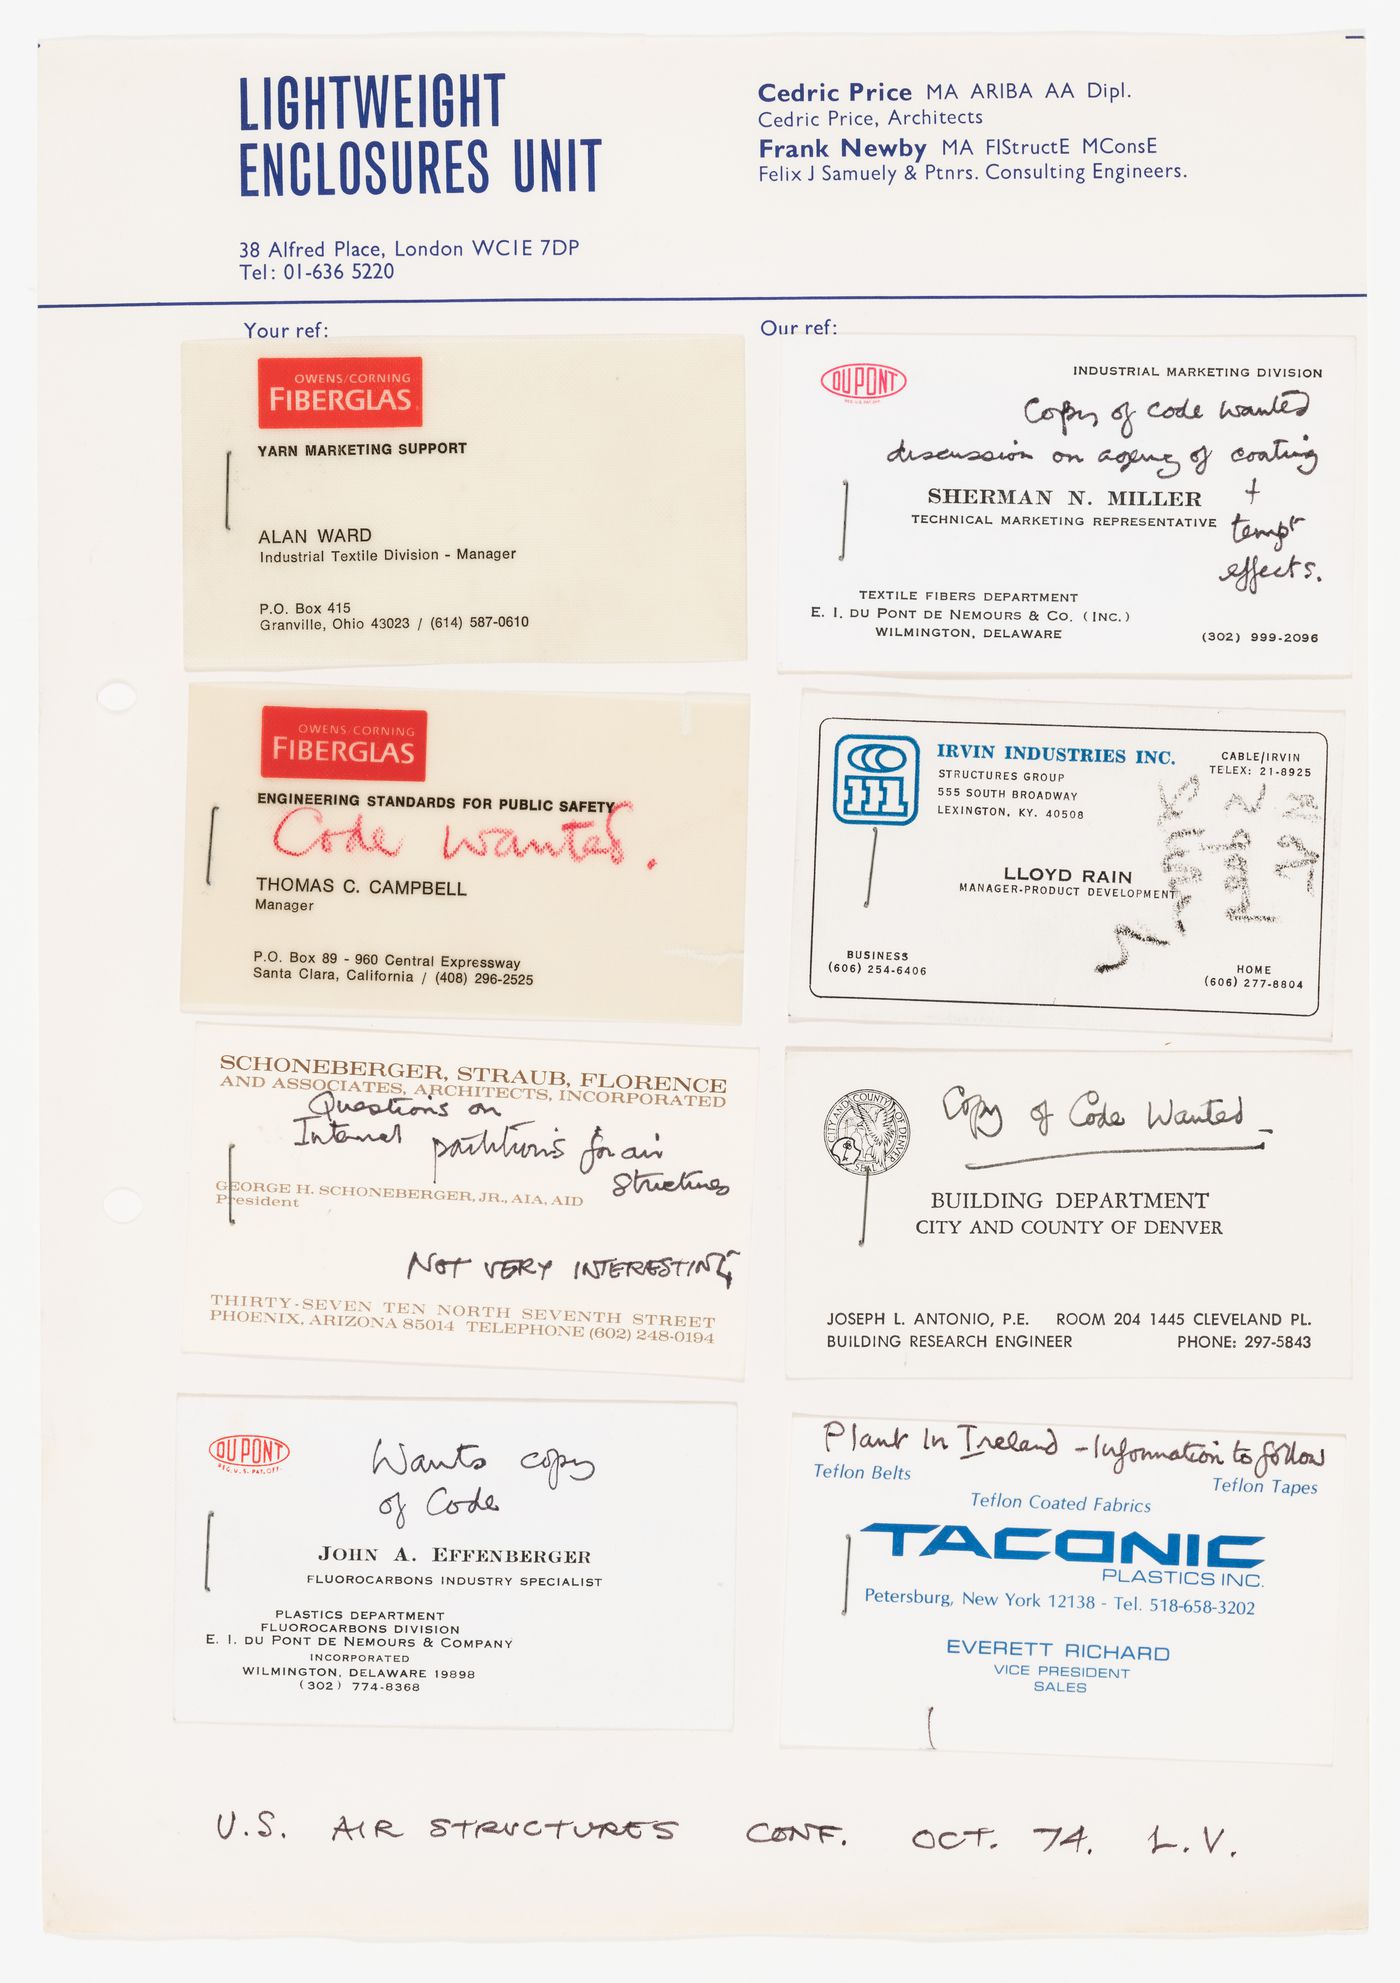 LIGHTWEIGHT
ENCLOSURES UNIT
38 Alfred Place, London WC1E 7DP
Tel: 01-636 5220
Cedric Price MA ARIBA AA Dipl.
Cedric Price, Architects
Frank Newby MA FIStructE MConsE
Felix J Samuely & Ptnrs. Consulting Engineers.
Your ref:
Our ref:
OWENS/CORNING
FIBERGLAS
YARN MARKETING SUPPORT
ALAN WARD
Industrial Textile Division - Manager
P.O. Box 415
Granville, Ohio 43023 / (614) 587-0610
DU PONT
REG. U.S. PAT. OFF.
INDUSTRIAL MARKETING DIVISION
Copy of code wanted
discussion on ageing of coating
+
tempr
effects.
SHERMAN N. MILLER
TECHNICAL MARKETING REPRESENTATIVE
TEXTILE FIBERS DEPARTMENT
E. I. DU PONT DE NEMOURS & CO. (INC.)
WILMINGTON, DELAWARE
(302) 999-2096
OWENS/CORNING
FIBERGLAS
ENGINEERING STANDARDS FOR PUBLIC SAFETY
Code Wanted.
THOMAS C. CAMPBELL
Manager
P.O. Box 89 - 960 Central Expressway
Santa Clara, California / (408) 296-2525
IRVIN INDUSTRIES INC.
STRUCTURES GROUP
555 SOUTH BROADWAY
LEXINGTON, KY. 40508
CABLE/IRVIN
TELEX: 21-8925
LLOYD RAIN
MANAGER-PRODUCT DEVELOPMENT
BUSINESS
(606) 254-6406
HOME
(606) 277-8804
SCHONEBERGER, STRAUB, FLORENCE
AND ASSOCIATES, ARCHITECTS, INCORPORATED
Questions on
Internal partitions for air
structures
GEORGE H. SCHONEBERGER, JR., AIA, AID
President
NOT VERY INTERESTING
THIRTY-SEVEN TEN NORTH SEVENTH STREET
PHOENIX, ARIZONA 85014 TELEPHONE (602) 248-0194
CITY AND COUNTY OF DENVER
SEAL
Copy of Code Wanted
BUILDING DEPARTMENT
CITY AND COUNTY OF DENVER
JOSEPH L. ANTONIO, P.E. ROOM 204 1445 CLEVELAND PL.
BUILDING RESEARCH ENGINEER PHONE: 297-5843
DU PONT
REG. U.S. PAT. OFF.
Wants copy
of Code
JOHN A. EFFENBERGER
FLUOROCARBONS INDUSTRY SPECIALIST
PLASTICS DEPARTMENT
FLUOROCARBONS DIVISION
E. I. DU PONT DE NEMOURS & COMPANY
INCORPORATED
WILMINGTON, DELAWARE 19898
(302) 774-8368
Plant In Ireland - Information to follow
Teflon Belts
Teflon Tapes
Teflon Coated Fabrics
TACONIC
PLASTICS INC.
Petersburg, New York 12138 - Tel. 518-658-3202
EVERETT RICHARD
VICE PRESIDENT
SALES
U.S. AIR STRUCTURES CONF. OCT. 74. L.V.